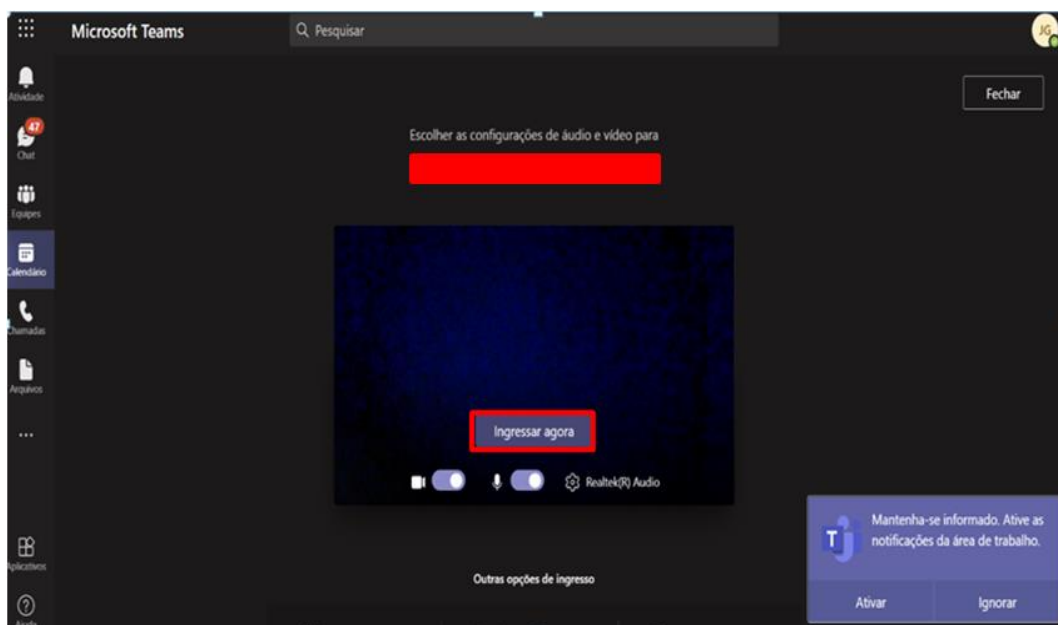 Microsoft Teams
Pesquisar
JG
Atividade
47
Chat
Equipes
Calendário
Chamadas
Arquivos
Aplicativos
Ajuda
Fechar
Escolher as configurações de áudio e vídeo para
Ingressar agora
Realtek(R) Audio
Outras opções de ingresso
T
Mantenha-se informado. Ative as
notificações da área de trabalho.
Ativar
Ignorar